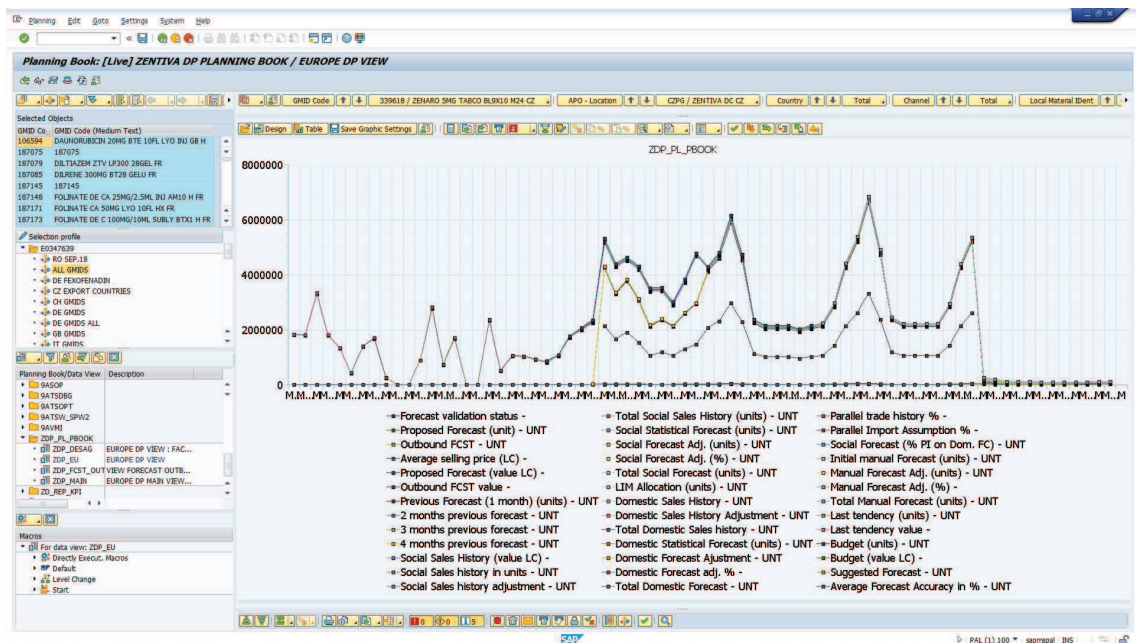 Planning Edit Goto Settings System Help
Planning Book: [Live] ZENTIVA DP PLANNING BOOK / EUROPE DP VIEW
GMID Code
339618 / ZENARO 5MG TABCO BL9X10 M24 CZ
APO - Location
CZPG / ZENTIVA DC CZ
Country
Total
Channel
Total
Local Material IDent
Selected Objects
GMID Co.. GMID Code (Medium Text)
106594 DAUNORUBICIN 20MG BTE 10FL LYO INJ GB H
187075 187075
187079 DILTIAZEM ZTV LP300 28GEL FR
187085 DILRENE 300MG BT28 GELU FR
187145 187145
187148 FOLINATE DE CA 25MG/2.5ML INJ AM10 H FR
187171 FOLINATE CA 50MG LYO 10FL HX FR
187173 FOLINATE DE C 100MG/10ML SUBLY BTX1 H FR
Selection profile
E0347639
RO SEP.18
ALL GMIDS
DE FEXOFENADIN
CZ EXPORT COUNTRIES
CH GMIDS
DE GMIDS
DE GMIDS ALL
GB GMIDS
IT GMIDS
Planning Book/Data View Description
9ASOP
9ATSDBG
9ATSOPT
9ATSW_SPW2
9AVMI
ZDP_PL_PBOOK
ZDP_DESAG EUROPE DP VIEW : FAC...
ZDP_EU EUROPE DP VIEW
ZDP_FCST_OUT VIEW FORECAST OUTB...
ZDP_MAIN EUROPE DP MAIN VIEW...
ZD_REP_KPI
Macros
For data view: ZDP_EU
Directly Execut. Macros
Default
Level Change
Start
Design Table Save Graphic Settings
ZDP_PL_PBOOK
8000000
6000000
4000000
2000000
0
Forecast validation status -
Proposed Forecast (unit) - UNT
Outbound FCST - UNT
Average selling price (LC) -
Proposed Forecast (value LC) -
Outbound FCST value -
Previous Forecast (1 month) (units) - UNT
2 months previous forecast - UNT
3 months previous forecast - UNT
4 months previous forecast - UNT
Social Sales History (value LC) -
Social Sales history in units - UNT
Social Sales history adjustment - UNT
Total Social Sales History (units) - UNT
Social Statistical Forecast (units) - UNT
Social Forecast Adj. (units) - UNT
Social Forecast Adj. (%) - UNT
Total Social Forecast (units) - UNT
LIM Allocation (units) - UNT
Domestic Sales History - UNT
Domestic Sales History Adjustment - UNT
Total Domestic Sales history - UNT
Domestic Statistical Forecast (units) - UNT
Domestic Forecast Ajustment - UNT
Domestic Forecast adj. % -
Total Domestic Forecast - UNT
Parallel trade history % -
Parallel Import Assumption % -
Social Forecast (% PI on Dom. FC) - UNT
Initial manual Forecast (units) - UNT
Manual Forecast Adj. (units) - UNT
Manual Forecast Adj. (%) -
Total Manual Forecast (units) - UNT
Last tendency (units) - UNT
Last tendency value -
Budget (units) - UNT
Budget (value LC) -
Suggested Forecast - UNT
Average Forecast Accuracy in % - UNT
0 0 5
SAP
PAL (1) 100 sapmspal INS